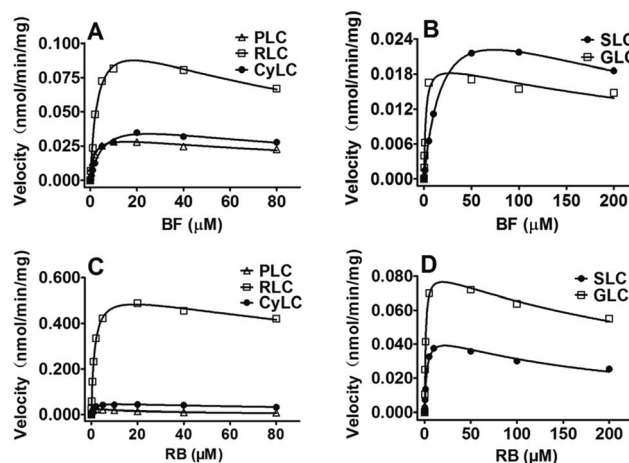 A
PLC
RLC
CyLC
Velocity (nmol/min/mg)
0.100
0.075
0.050
0.025
0.000
0 20 40 60 80
BF (μM)
B
SLC
GLC
Velocity (nmol/min/mg)
0.024
0.018
0.012
0.006
0.000
0 50 100 150 200
BF (μM)
C
PLC
RLC
CyLC
Velocity (nmol/min/mg)
0.600
0.400
0.200
0.000
0 20 40 60 80
RB (μM)
D
SLC
GLC
Velocity (nmol/min/mg)
0.080
0.060
0.040
0.020
0.000
0 50 100 150 200
RB (μM)